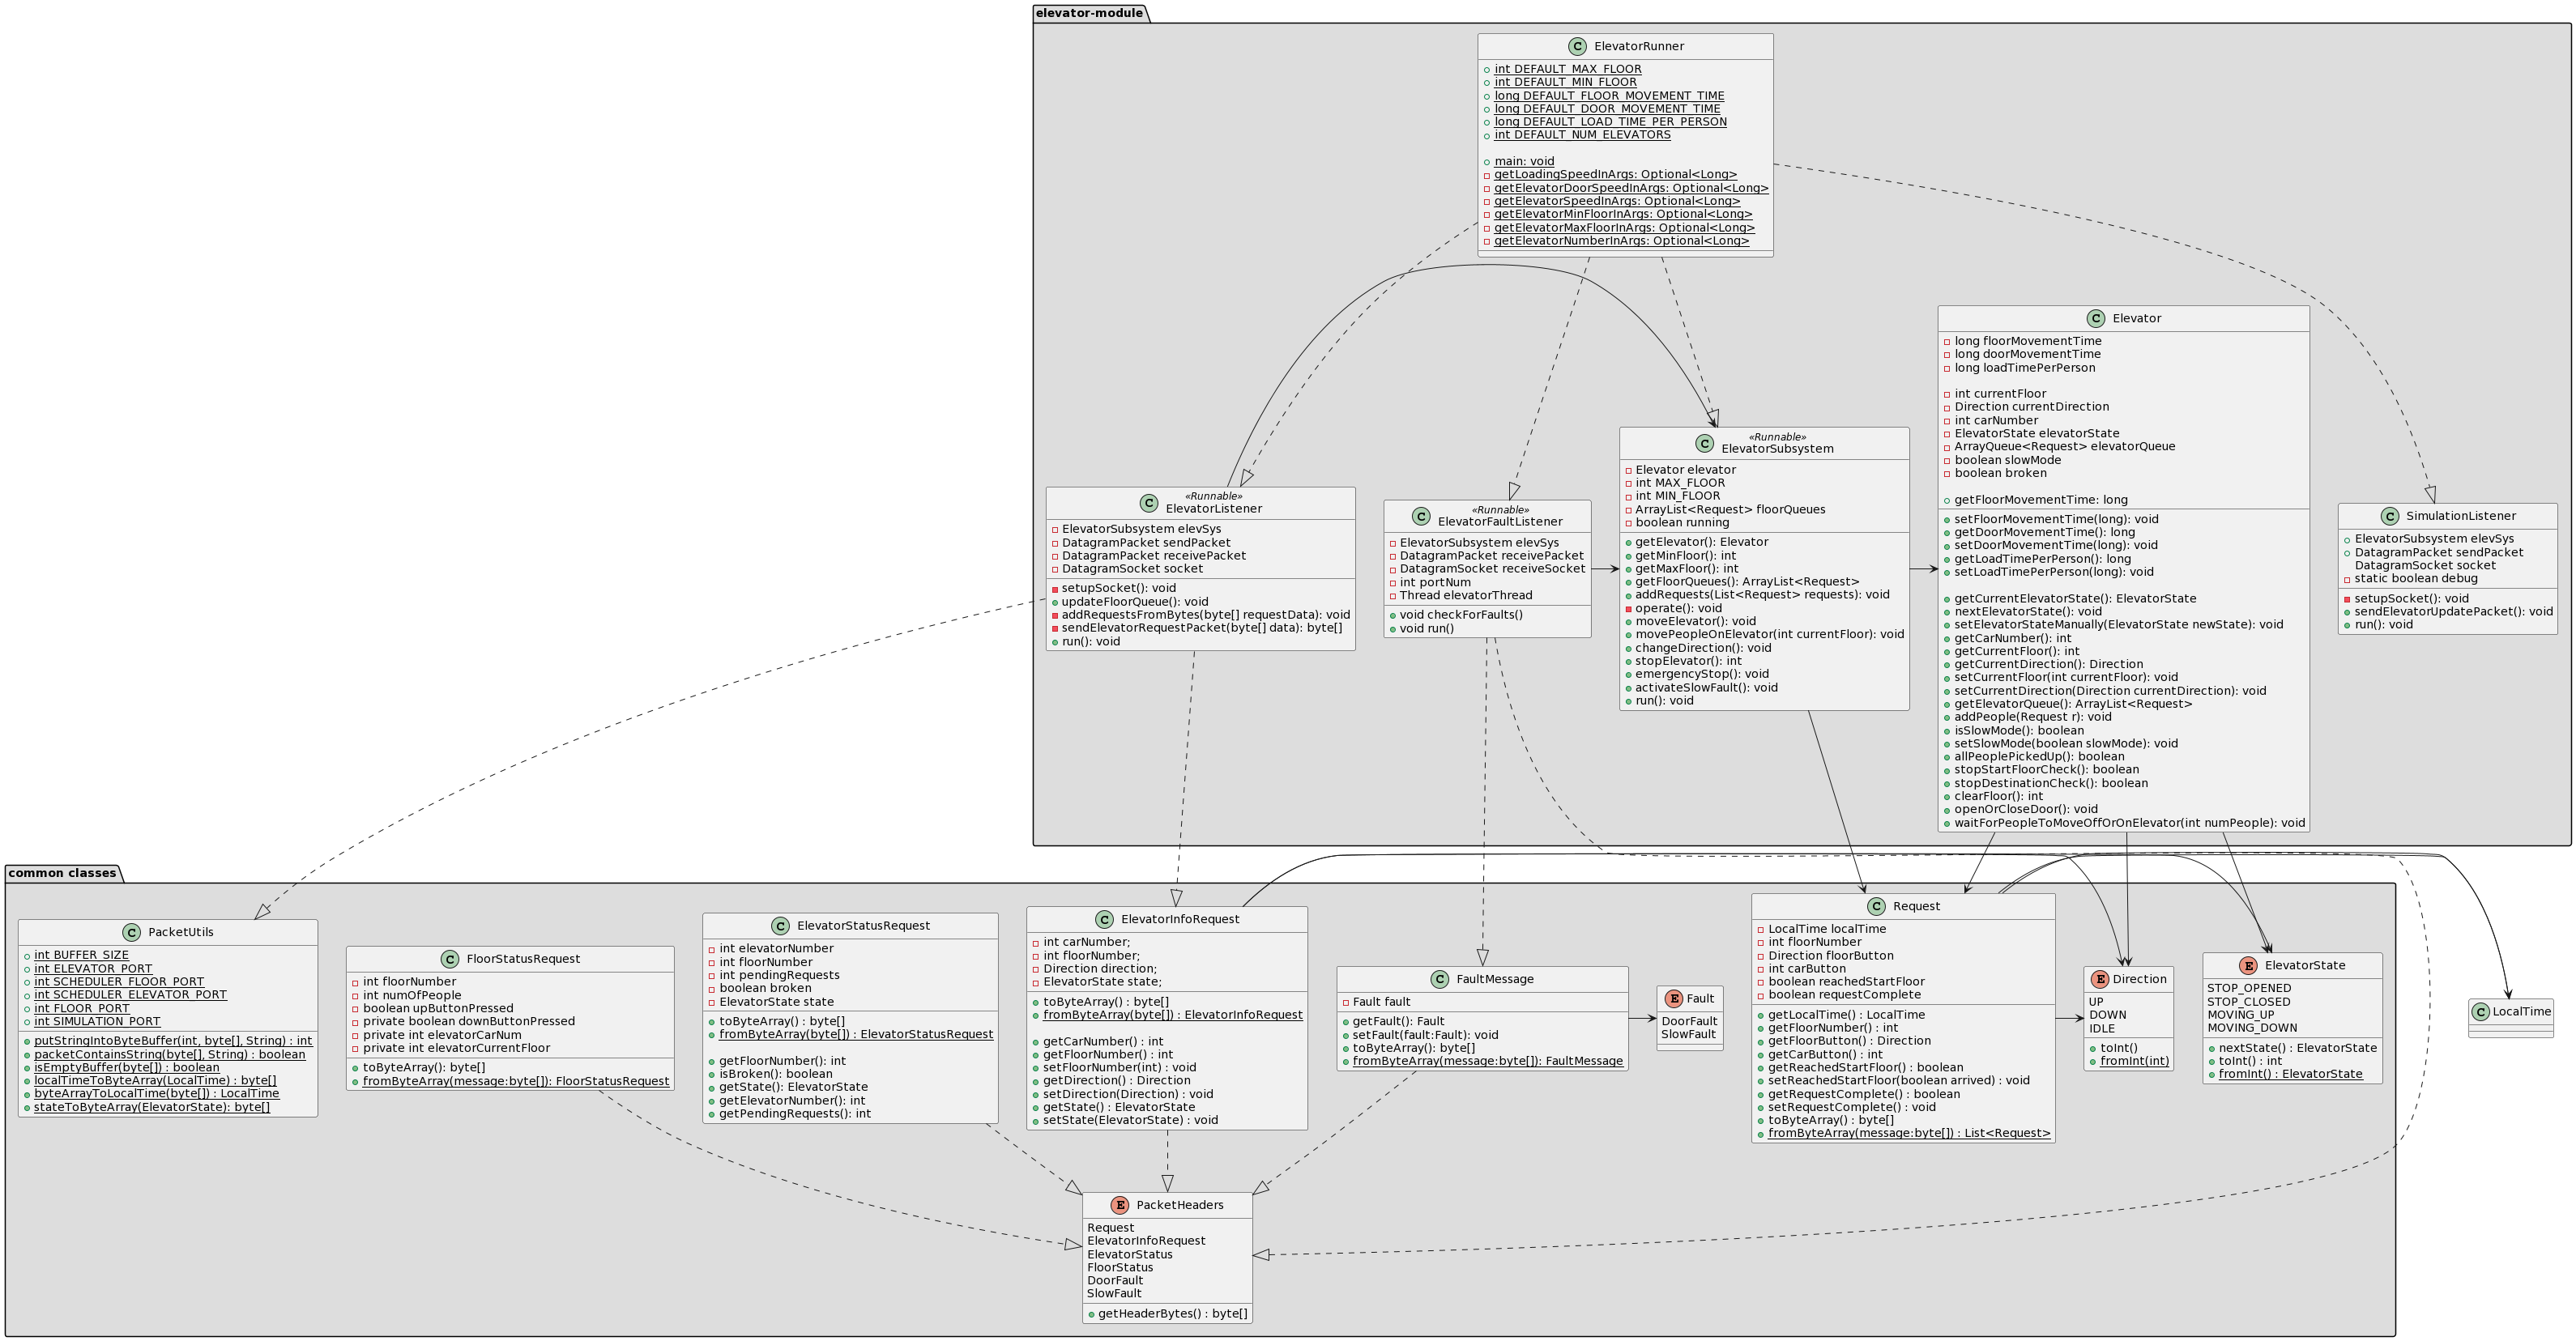 elevator-module
C ElevatorRunner
int DEFAULT_MAX_FLOOR
int DEFAULT_MIN_FLOOR
long DEFAULT_FLOOR_MOVEMENT_TIME
long DEFAULT_DOOR_MOVEMENT_TIME
long DEFAULT_LOAD_TIME_PER_PERSON
int DEFAULT_NUM_ELEVATORS
main: void
getLoadingSpeedInArgs: Optional<Long>
getElevatorDoorSpeedInArgs: Optional<Long>
getElevatorSpeedInArgs: Optional<Long>
getElevatorMinFloorInArgs: Optional<Long>
getElevatorMaxFloorInArgs: Optional<Long>
getElevatorNumberInArgs: Optional<Long>
C Elevator
long floorMovementTime
long doorMovementTime
long loadTimePerPerson
int currentFloor
Direction currentDirection
int carNumber
ElevatorState elevatorState
ArrayQueue<Request> elevatorQueue
boolean slowMode
boolean broken
getFloorMovementTime: long
setFloorMovementTime(long): void
getDoorMovementTime(): long
setDoorMovementTime(long): void
getLoadTimePerPerson(): long
setLoadTimePerPerson(long): void
getCurrentElevatorState(): ElevatorState
nextElevatorState(): void
setElevatorStateManually(ElevatorState newState): void
getCarNumber(): int
getCurrentFloor(): int
getCurrentDirection(): Direction
setCurrentFloor(int currentFloor): void
setCurrentDirection(Direction currentDirection): void
getElevatorQueue(): ArrayList<Request>
addPeople(Request r): void
isSlowMode(): boolean
setSlowMode(boolean slowMode): void
allPeoplePickedUp(): boolean
stopStartFloorCheck(): boolean
stopDestinationCheck(): boolean
clearFloor(): int
openOrCloseDoor(): void
waitForPeopleToMoveOffOrOnElevator(int numPeople): void
«Runnable»
C ElevatorSubsystem
Elevator elevator
int MAX_FLOOR
int MIN_FLOOR
ArrayList<Request> floorQueues
boolean running
getElevator(): Elevator
getMinFloor(): int
getMaxFloor(): int
getFloorQueues(): ArrayList<Request>
addRequests(List<Request> requests): void
operate(): void
moveElevator(): void
movePeopleOnElevator(int currentFloor): void
changeDirection(): void
stopElevator(): int
emergencyStop(): void
activateSlowFault(): void
run(): void
«Runnable»
C ElevatorListener
ElevatorSubsystem elevSys
DatagramPacket sendPacket
DatagramPacket receivePacket
DatagramSocket socket
setupSocket(): void
updateFloorQueue(): void
addRequestsFromBytes(byte[] requestData): void
sendElevatorRequestPacket(byte[] data): byte[]
run(): void
«Runnable»
C ElevatorFaultListener
ElevatorSubsystem elevSys
DatagramPacket receivePacket
DatagramSocket receiveSocket
int portNum
Thread elevatorThread
void checkForFaults()
void run()
C SimulationListener
ElevatorSubsystem elevSys
DatagramPacket sendPacket
DatagramSocket socket
static boolean debug
setupSocket(): void
sendElevatorUpdatePacket(): void
run(): void
common classes
C PacketUtils
int BUFFER_SIZE
int ELEVATOR_PORT
int SCHEDULER_FLOOR_PORT
int SCHEDULER_ELEVATOR_PORT
int FLOOR_PORT
int SIMULATION_PORT
putStringIntoByteBuffer(int, byte[], String) : int
packetContainsString(byte[], String) : boolean
isEmptyBuffer(byte[]) : boolean
localTimeToByteArray(LocalTime) : byte[]
byteArrayToLocalTime(byte[]) : LocalTime
stateToByteArray(ElevatorState): byte[]
C FloorStatusRequest
int floorNumber
int numOfPeople
boolean upButtonPressed
private boolean downButtonPressed
private int elevatorCarNum
private int elevatorCurrentFloor
toByteArray(): byte[]
fromByteArray(message:byte[]): FloorStatusRequest
C ElevatorStatusRequest
int elevatorNumber
int floorNumber
int pendingRequests
boolean broken
ElevatorState state
toByteArray() : byte[]
fromByteArray(byte[]) : ElevatorStatusRequest
getFloorNumber(): int
isBroken(): boolean
getState(): ElevatorState
getElevatorNumber(): int
getPendingRequests(): int
C ElevatorInfoRequest
int carNumber;
int floorNumber;
Direction direction;
ElevatorState state;
toByteArray() : byte[]
fromByteArray(byte[]) : ElevatorInfoRequest
getCarNumber() : int
getFloorNumber() : int
setFloorNumber(int) : void
getDirection() : Direction
setDirection(Direction) : void
getState() : ElevatorState
setState(ElevatorState) : void
C FaultMessage
Fault fault
getFault(): Fault
setFault(fault:Fault): void
toByteArray(): byte[]
fromByteArray(message:byte[]): FaultMessage
E Fault
DoorFault
SlowFault
C Request
LocalTime localTime
int floorNumber
Direction floorButton
int carButton
boolean reachedStartFloor
boolean requestComplete
getLocalTime() : LocalTime
getFloorNumber() : int
getFloorButton() : Direction
getCarButton() : int
getReachedStartFloor() : boolean
setReachedStartFloor(boolean arrived) : void
getRequestComplete() : boolean
setRequestComplete() : void
toByteArray() : byte[]
fromByteArray(message:byte[]) : List<Request>
E Direction
UP
DOWN
IDLE
toInt()
fromInt(int)
E ElevatorState
STOP_OPENED
STOP_CLOSED
MOVING_UP
MOVING_DOWN
nextState() : ElevatorState
toInt() : int
fromInt() : ElevatorState
C LocalTime
E PacketHeaders
Request
ElevatorInfoRequest
ElevatorStatus
FloorStatus
DoorFault
SlowFault
getHeaderBytes() : byte[]